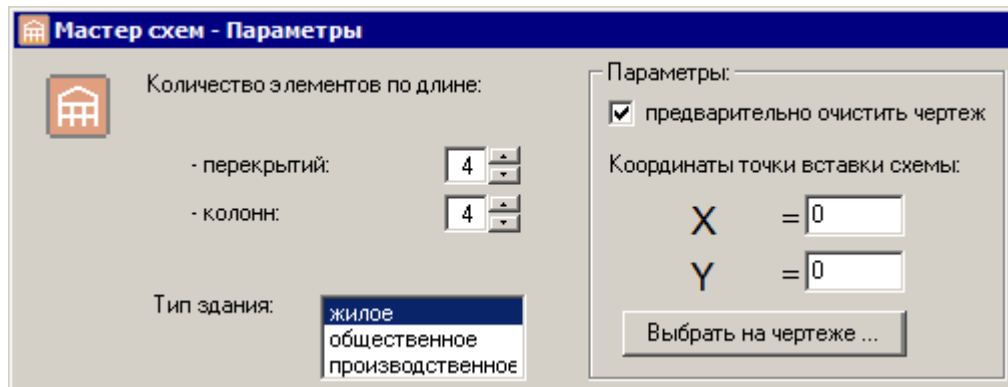 Мастер схем - Параметры
Количество элементов по длине:
- перекрытий: 4
- колонн: 4
Тип здания:
жилое
общественное
производственное
Параметры:
предварительно очистить чертеж
Координаты точки вставки схемы:
X = 0
Y = 0
Выбрать на чертеже ...